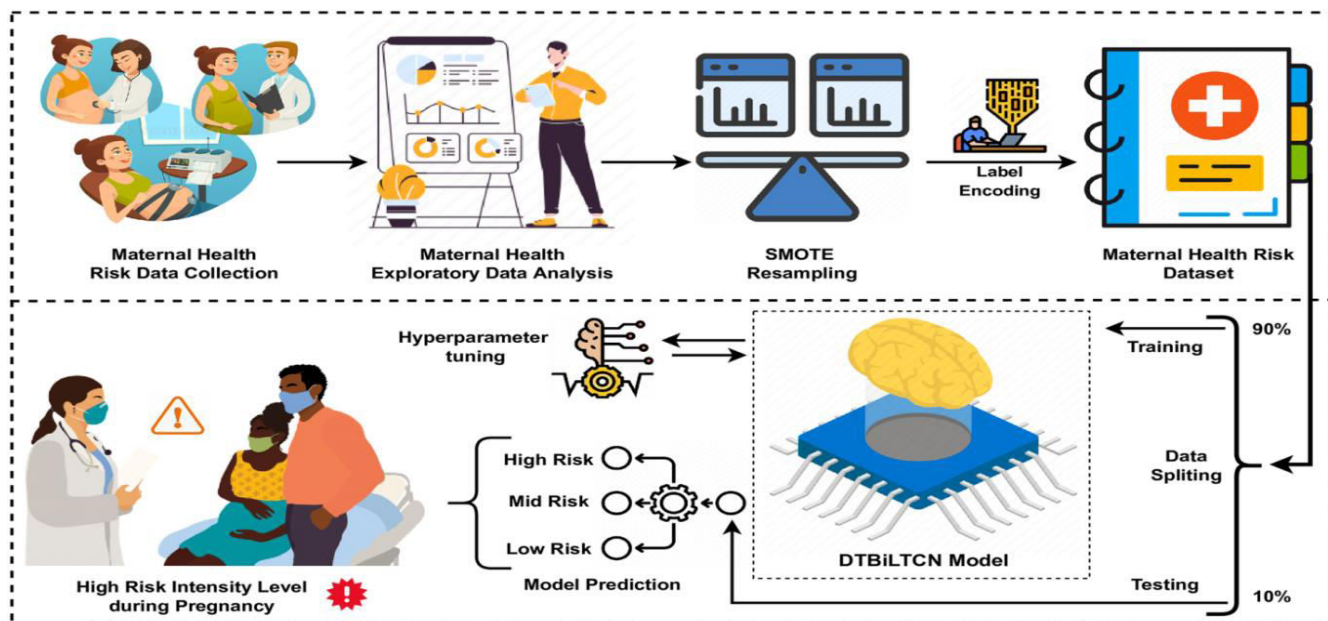 Maternal Health
Risk Data Collection
Maternal Health
Exploratory Data Analysis
SMOTE
Resampling
Label
Encoding
Maternal Health Risk
Dataset
Hyperparameter
tuning
Training
90%
Data
Spliting
High Risk
Mid Risk
Low Risk
Model Prediction
DTBiLTCN Model
Testing
10%
High Risk Intensity Level
during Pregnancy